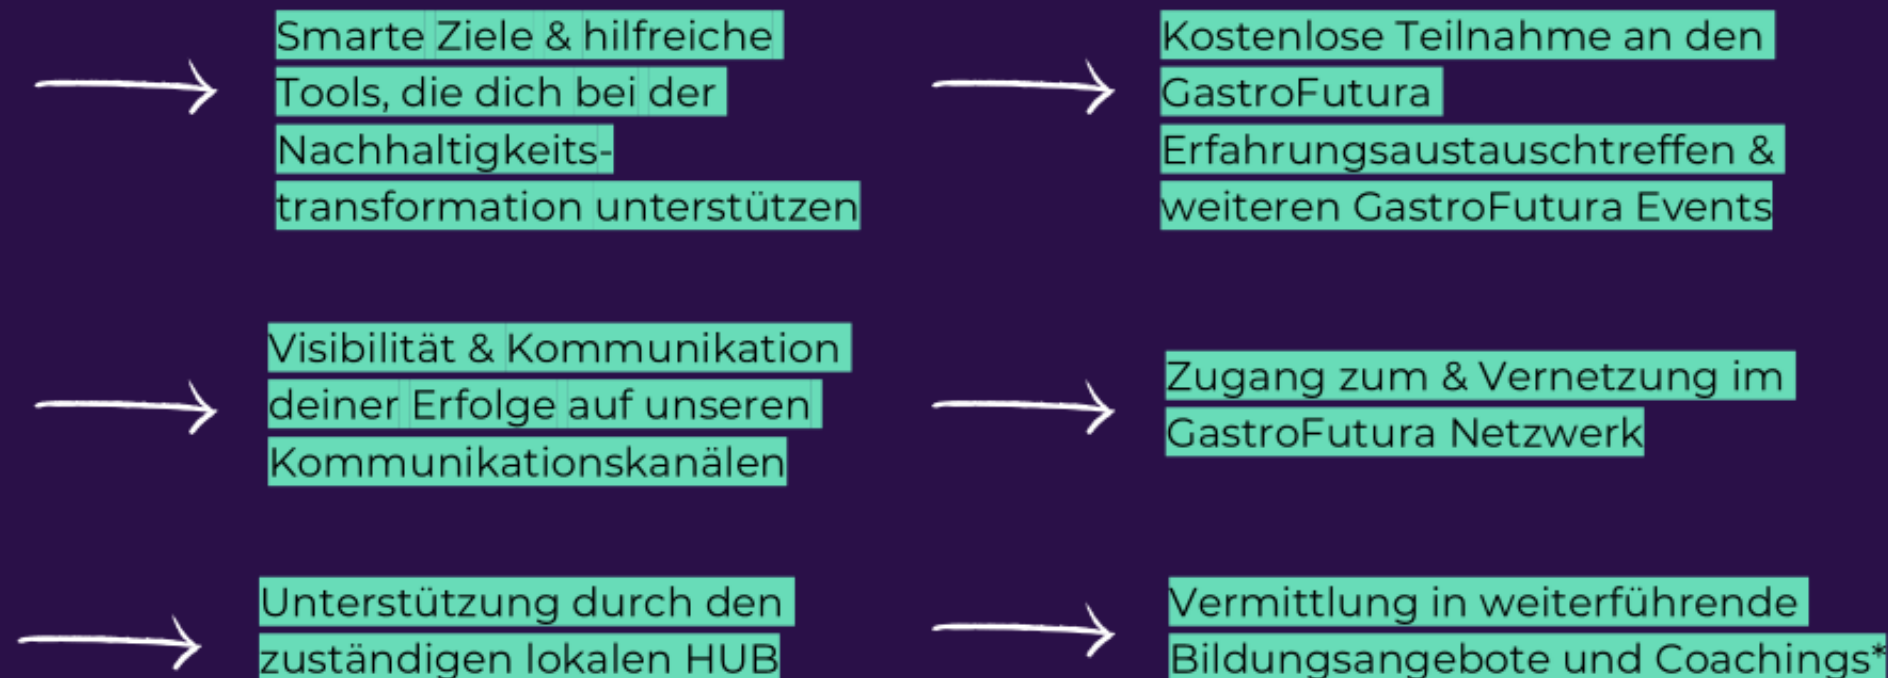 Smarte Ziele & hilfreiche
Tools, die dich bei der
Nachhaltigkeits-
transformation unterstützen
Kostenlose Teilnahme an den
GastroFutura
Erfahrungsaustauschtreffen &
weiteren GastroFutura Events
Visibilität & Kommunikation
deiner Erfolge auf unseren
Kommunikationskanälen
Zugang zum & Vernetzung im
GastroFutura Netzwerk
Unterstützung durch den
zuständigen lokalen HUB
Vermittlung in weiterführende
Bildungsangebote und Coachings*